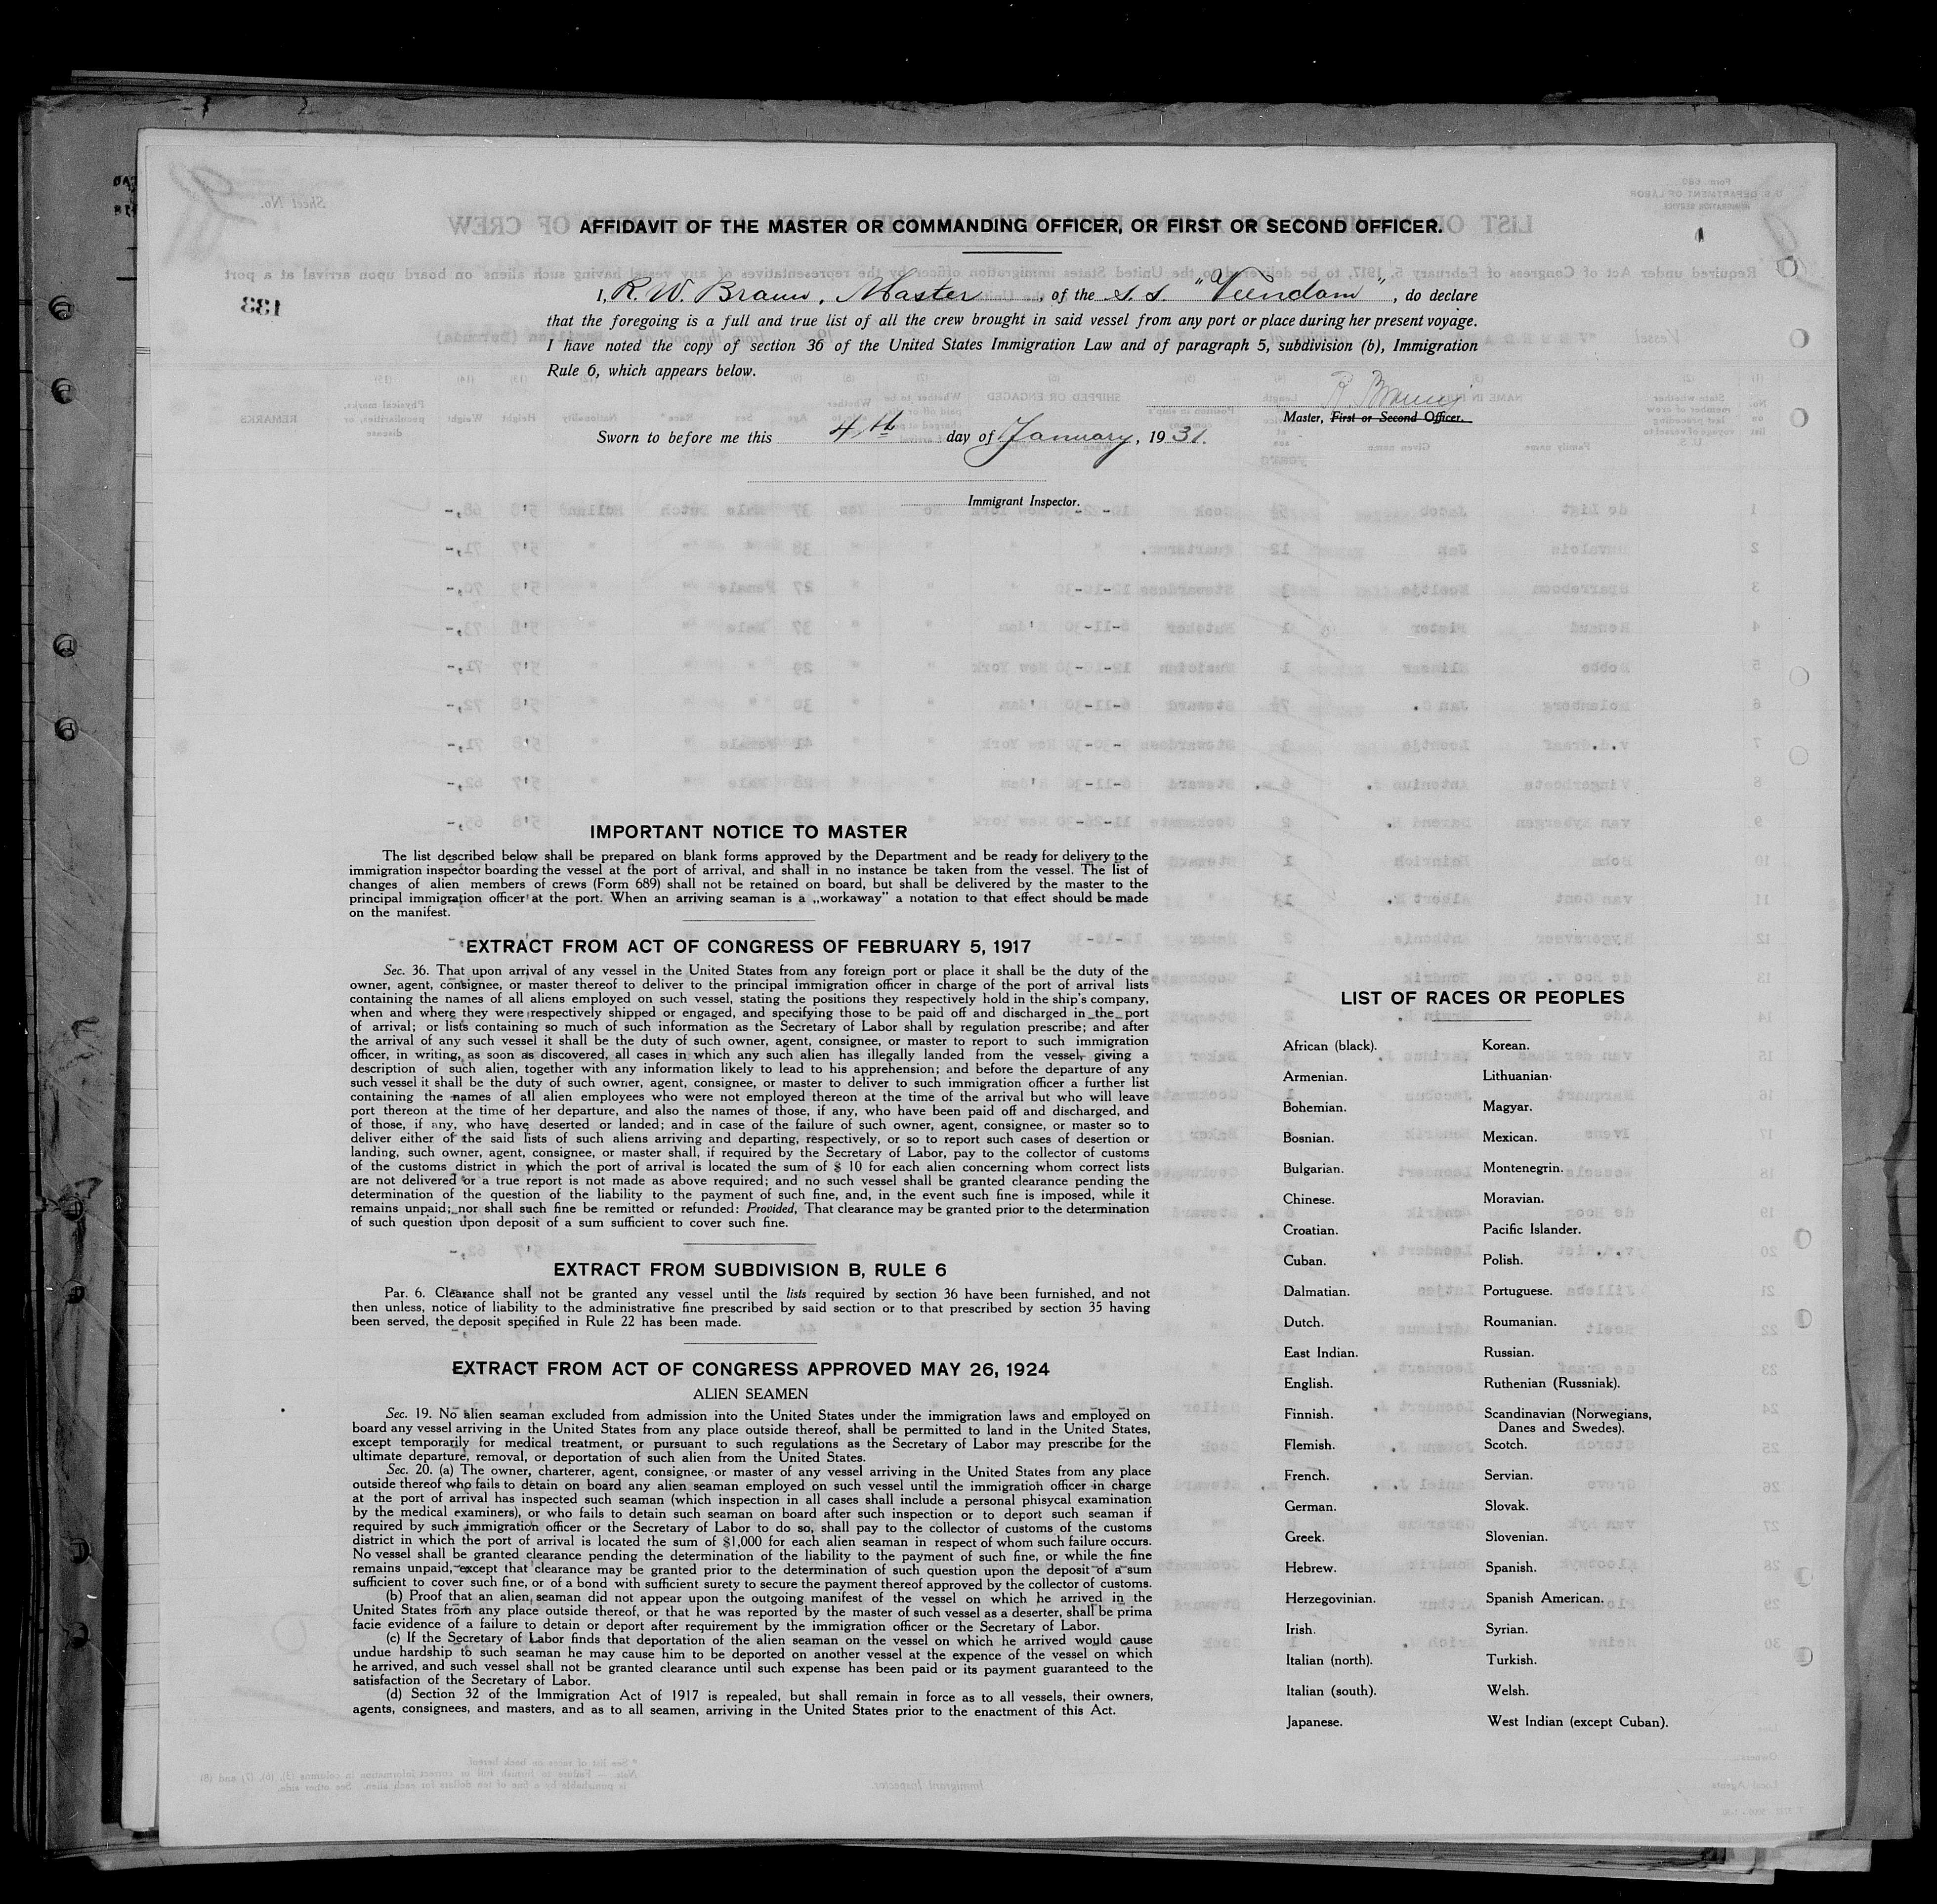 AFFIDAVIT OF THE MASTER OR COMMANDING OFFICER, OR FIRST OR SECOND OFFICER.
I, R. W. Braun, Master, of the s.s. "Veendam", do declare
that the foregoing is a full and true list of all the crew brought in said vessel from any port or place during her present voyage.
I have noted the copy of section 36 of the United States Immigration Law and of paragraph 5, subdivision (b), Immigration
Rule 6, which appears below.
Master, First or Second Officer.
Sworn to before me this 4th day of January, 1931.
Immigrant Inspector.
133
IMPORTANT NOTICE TO MASTER
The list described below shall be prepared on blank forms approved by the Department and be ready for delivery to the
immigration inspector boarding the vessel at the port of arrival, and shall in no instance be taken from the vessel. The list of
changes of alien members of crews (Form 689) shall not be retained on board, but shall be delivered by the master to the
principal immigration officer at the port. When an arriving seaman is a „workaway" a notation to that effect should be made
on the manifest.
EXTRACT FROM ACT OF CONGRESS OF FEBRUARY 5, 1917
Sec. 36. That upon arrival of any vessel in the United States from any foreign port or place it shall be the duty of the
owner, agent, consignee, or master thereof to deliver to the principal immigration officer in charge of the port of arrival lists
containing the names of all aliens employed on such vessel, stating the positions they respectively hold in the ship's company,
when and where they were respectively shipped or engaged, and specifying those to be paid off and discharged in the port
of arrival; or lists containing so much of such information as the Secretary of Labor shall by regulation prescribe; and after
the arrival of any such vessel it shall be the duty of such owner, agent, consignee, or master to report to such immigration
officer, in writing, as soon as discovered, all cases in which any such alien has illegally landed from the vessel, giving a
description of such alien, together with any information likely to lead to his apprehension; and before the departure of any
such vessel it shall be the duty of such owner, agent, consignee, or master to deliver to such immigration officer a further list
containing the names of all alien employees who were not employed thereon at the time of the arrival but who will leave
port thereon at the time of her departure, and also the names of those, if any, who have been paid off and discharged, and
of those, if any, who have deserted or landed; and in case of the failure of such owner, agent, consignee, or master so to
deliver either of the said lists of such aliens arriving and departing, respectively, or so to report such cases of desertion or
landing, such owner, agent, consignee, or master shall, if required by the Secretary of Labor, pay to the collector of customs
of the customs district in which the port of arrival is located the sum of $ 10 for each alien concerning whom correct lists
are not delivered or a true report is not made as above required; and no such vessel shall be granted clearance pending the
determination of the question of the liability to the payment of such fine, and, in the event such fine is imposed, while it
remains unpaid; nor shall such fine be remitted or refunded: Provided, That clearance may be granted prior to the determination
of such question upon deposit of a sum sufficient to cover such fine.
EXTRACT FROM SUBDIVISION B, RULE 6
Par. 6. Clearance shall not be granted any vessel until the lists required by section 36 have been furnished, and not
then unless, notice of liability to the administrative fine prescribed by said section or to that prescribed by section 35 having
been served, the deposit specified in Rule 22 has been made.
EXTRACT FROM ACT OF CONGRESS APPROVED MAY 26, 1924
ALIEN SEAMEN
Sec. 19. No alien seaman excluded from admission into the United States under the immigration laws and employed on
board any vessel arriving in the United States from any place outside thereof, shall be permitted to land in the United States,
except temporarily for medical treatment, or pursuant to such regulations as the Secretary of Labor may prescribe for the
ultimate departure, removal, or deportation of such alien from the United States.
Sec. 20. (a) The owner, charterer, agent, consignee, or master of any vessel arriving in the United States from any place
outside thereof who fails to detain on board any alien seaman employed on such vessel until the immigration officer in charge
at the port of arrival has inspected such seaman (which inspection in all cases shall include a personal phisycal examination
by the medical examiners), or who fails to detain such seaman on board after such inspection or to deport such seaman if
required by such immigration officer or the Secretary of Labor to do so, shall pay to the collector of customs of the customs
district in which the port of arrival is located the sum of $1,000 for each alien seaman in respect of whom such failure occurs.
No vessel shall be granted clearance pending the determination of the liability to the payment of such fine, or while the fine
remains unpaid, except that clearance may be granted prior to the determination of such question upon the deposit of a sum
sufficient to cover such fine, or of a bond with sufficient surety to secure the payment thereof approved by the collector of customs.
(b) Proof that an alien seaman did not appear upon the outgoing manifest of the vessel on which he arrived in the
United States from any place outside thereof, or that he was reported by the master of such vessel as a deserter, shall be prima
facie evidence of a failure to detain or deport after requirement by the immigration officer or the Secretary of Labor.
(c) If the Secretary of Labor finds that deportation of the alien seaman on the vessel on which he arrived would cause
undue hardship to such seaman he may cause him to be deported on another vessel at the expence of the vessel on which
he arrived, and such vessel shall not be granted clearance until such expense has been paid or its payment guaranteed to the
satisfaction of the Secretary of Labor.
(d) Section 32 of the Immigration Act of 1917 is repealed, but shall remain in force as to all vessels, their owners,
agents, consignees, and masters, and as to all seamen, arriving in the United States prior to the enactment of this Act.
LIST OF RACES OR PEOPLES
African (black).
Armenian.
Bohemian.
Bosnian.
Bulgarian.
Chinese.
Croatian.
Cuban.
Dalmatian.
Dutch.
East Indian.
English.
Finnish.
Flemish.
French.
German.
Greek.
Hebrew.
Herzegovinian.
Irish.
Italian (north).
Italian (south).
Japanese.
Korean.
Lithuanian.
Magyar.
Mexican.
Montenegrin.
Moravian.
Pacific Islander.
Polish.
Portuguese.
Roumanian.
Russian.
Ruthenian (Russniak).
Scandinavian (Norwegians,
Danes and Swedes).
Scotch.
Servian.
Slovak.
Slovenian.
Spanish.
Spanish American.
Syrian.
Turkish.
Welsh.
West Indian (except Cuban).